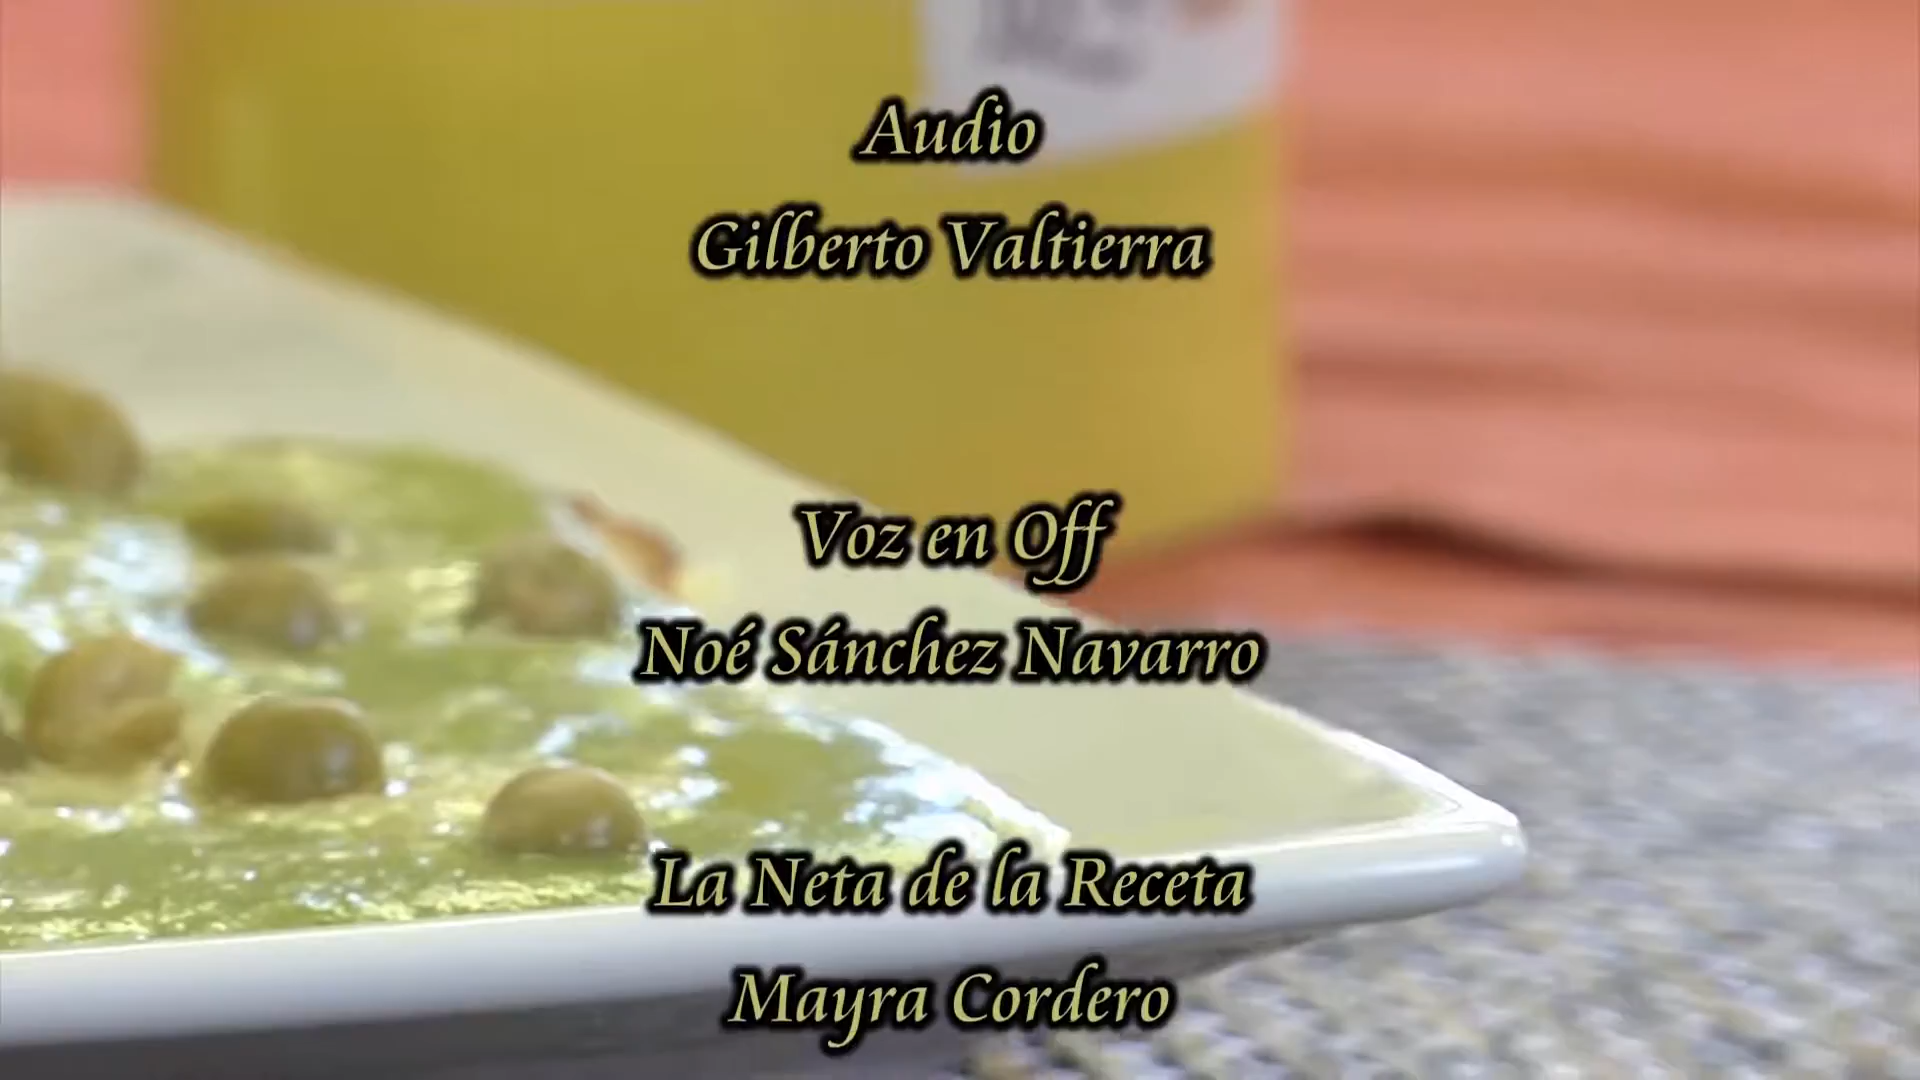 Audio
Gilberto Valtierra
Voz en Off
Noé Sánchez Navarro
La Neta de la Receta
Mayra Cordero